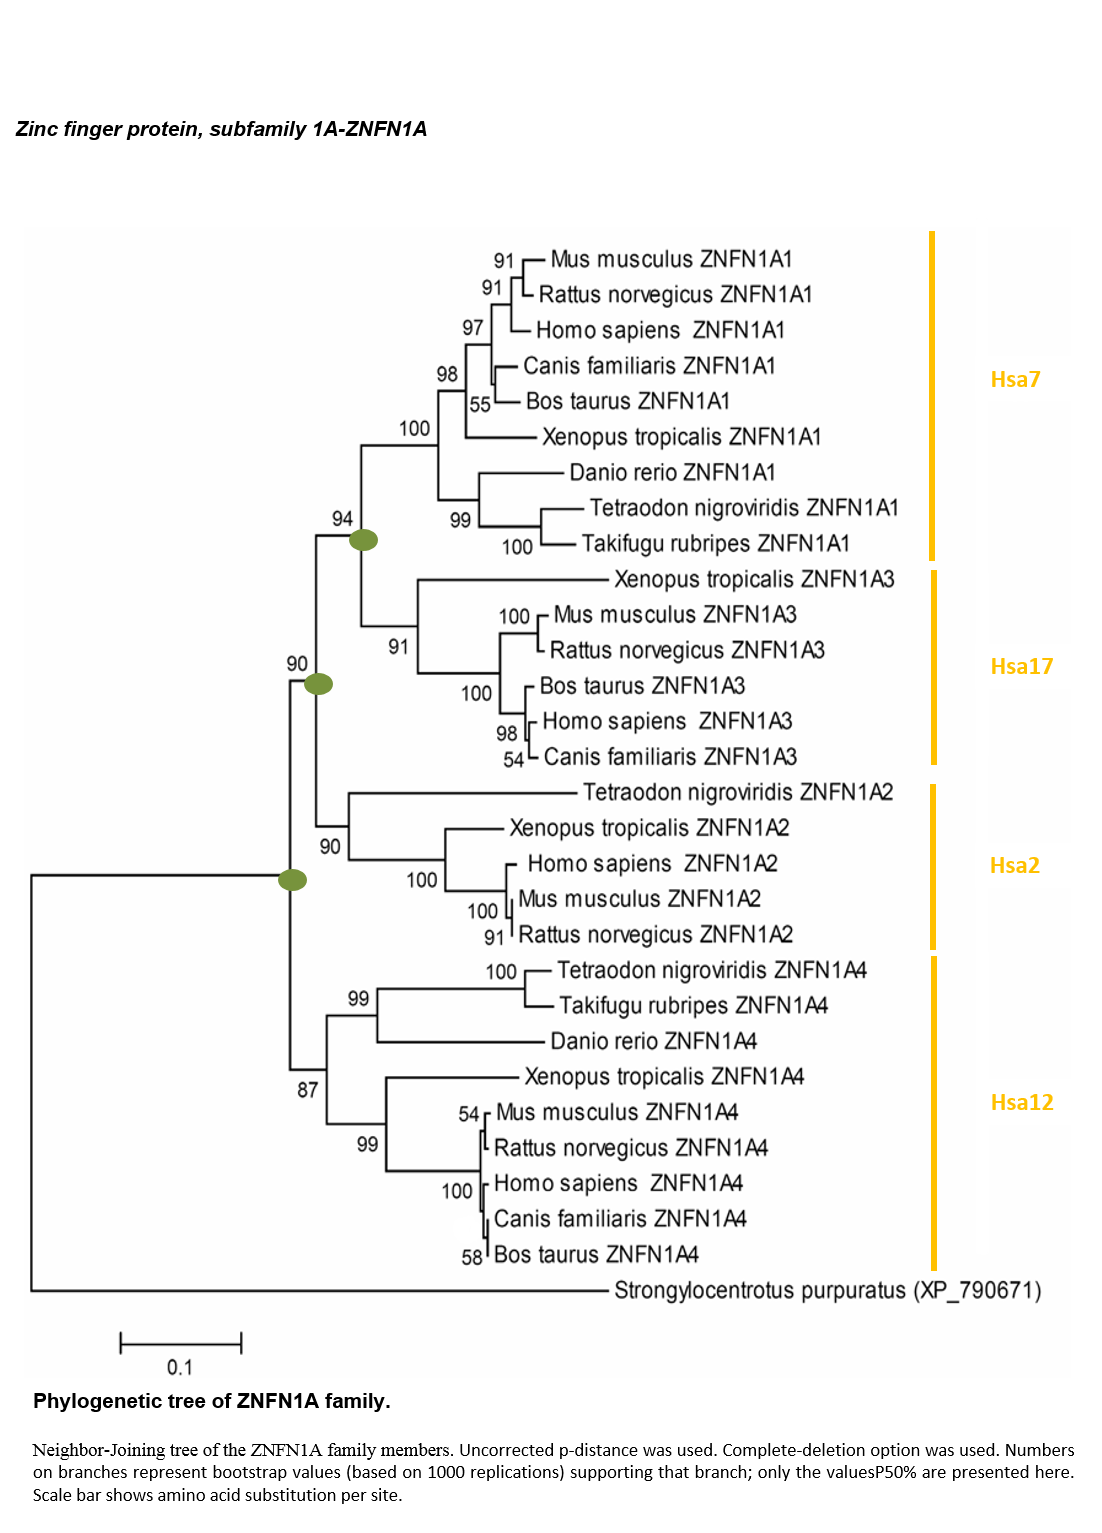 Zinc finger protein, subfamily 1A-ZNFN1A
91
Mus musculus ZNFN1A1
91
Rattus norvegicus ZNFN1A1
97
Homo sapiens ZNFN1A1
98
Canis familiaris ZNFN1A1
Hsa7
55
Bos taurus ZNFN1A1
100
Xenopus tropicalis ZNFN1A1
Danio rerio ZNFN1A1
94
99
Tetraodon nigroviridis ZNFN1A1
100
Takifugu rubripes ZNFN1A1
Xenopus tropicalis ZNFN1A3
100
Mus musculus ZNFN1A3
91
Rattus norvegicus ZNFN1A3
90
Hsa17
100
Bos taurus ZNFN1A3
98
Homo sapiens ZNFN1A3
54
Canis familiaris ZNFN1A3
Tetraodon nigroviridis ZNFN1A2
90
Xenopus tropicalis ZNFN1A2
100
Homo sapiens ZNFN1A2
Hsa2
100
Mus musculus ZNFN1A2
91
Rattus norvegicus ZNFN1A2
100
Tetraodon nigroviridis ZNFN1A4
99
Takifugu rubripes ZNFN1A4
Danio rerio ZNFN1A4
87
Xenopus tropicalis ZNFN1A4
Hsa12
54
Mus musculus ZNFN1A4
99
Rattus norvegicus ZNFN1A4
100
Homo sapiens ZNFN1A4
Canis familiaris ZNFN1A4
58
Bos taurus ZNFN1A4
Strongylocentrotus purpuratus (XP_790671)
0.1
Phylogenetic tree of ZNFN1A family.
Neighbor-Joining tree of the ZNFN1A family members. Uncorrected p-distance was used. Complete-deletion option was used. Numbers
on branches represent bootstrap values (based on 1000 replications) supporting that branch; only the valuesP50% are presented here.
Scale bar shows amino acid substitution per site.